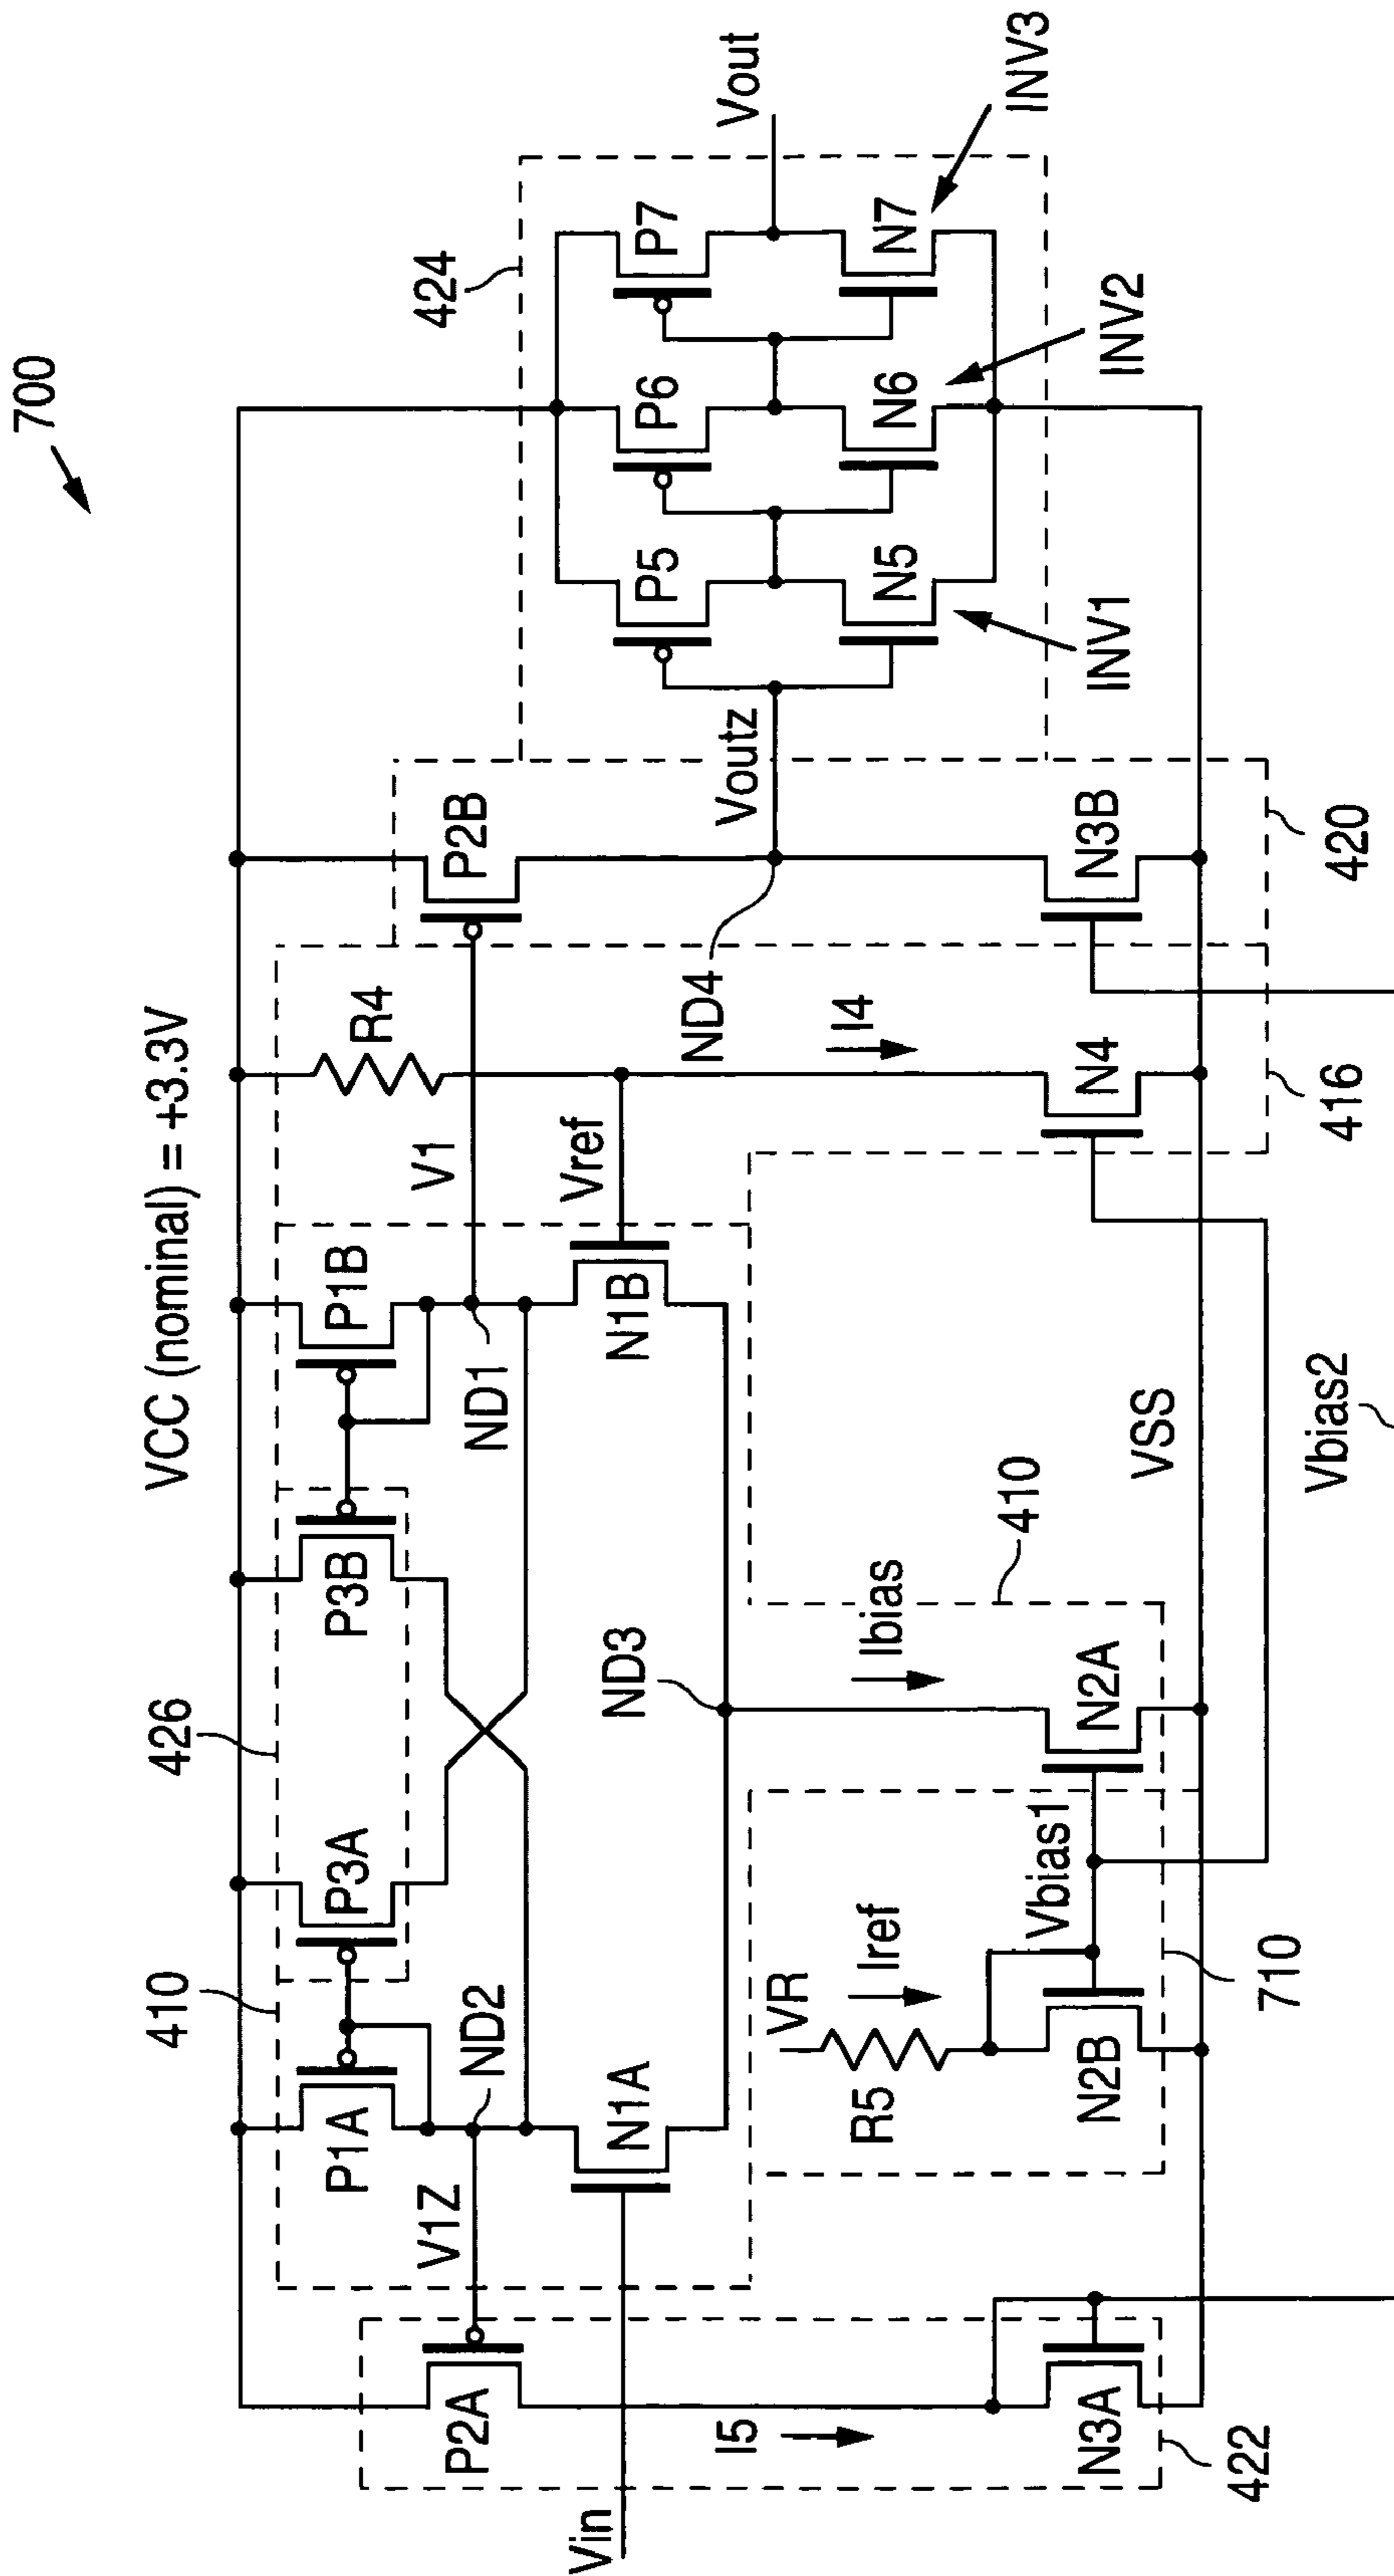 700
VCC (nominal) = +3.3V
424
426
410
P1A
P3A
P3B
P1B
R4
P2A
V1Z
ND2
ND1
V1
P2B
P5
P6
P7
Vin
N1A
N1B
Vref
ND3
ND4
Voutz
Vout
I5
VR
R5
Iref
Ibias
410
I4
N5
N6
N7
INV1
INV2
INV3
N3A
N2B
Vbias1
N2A
VSS
N4
N3B
422
710
Vbias2
416
420